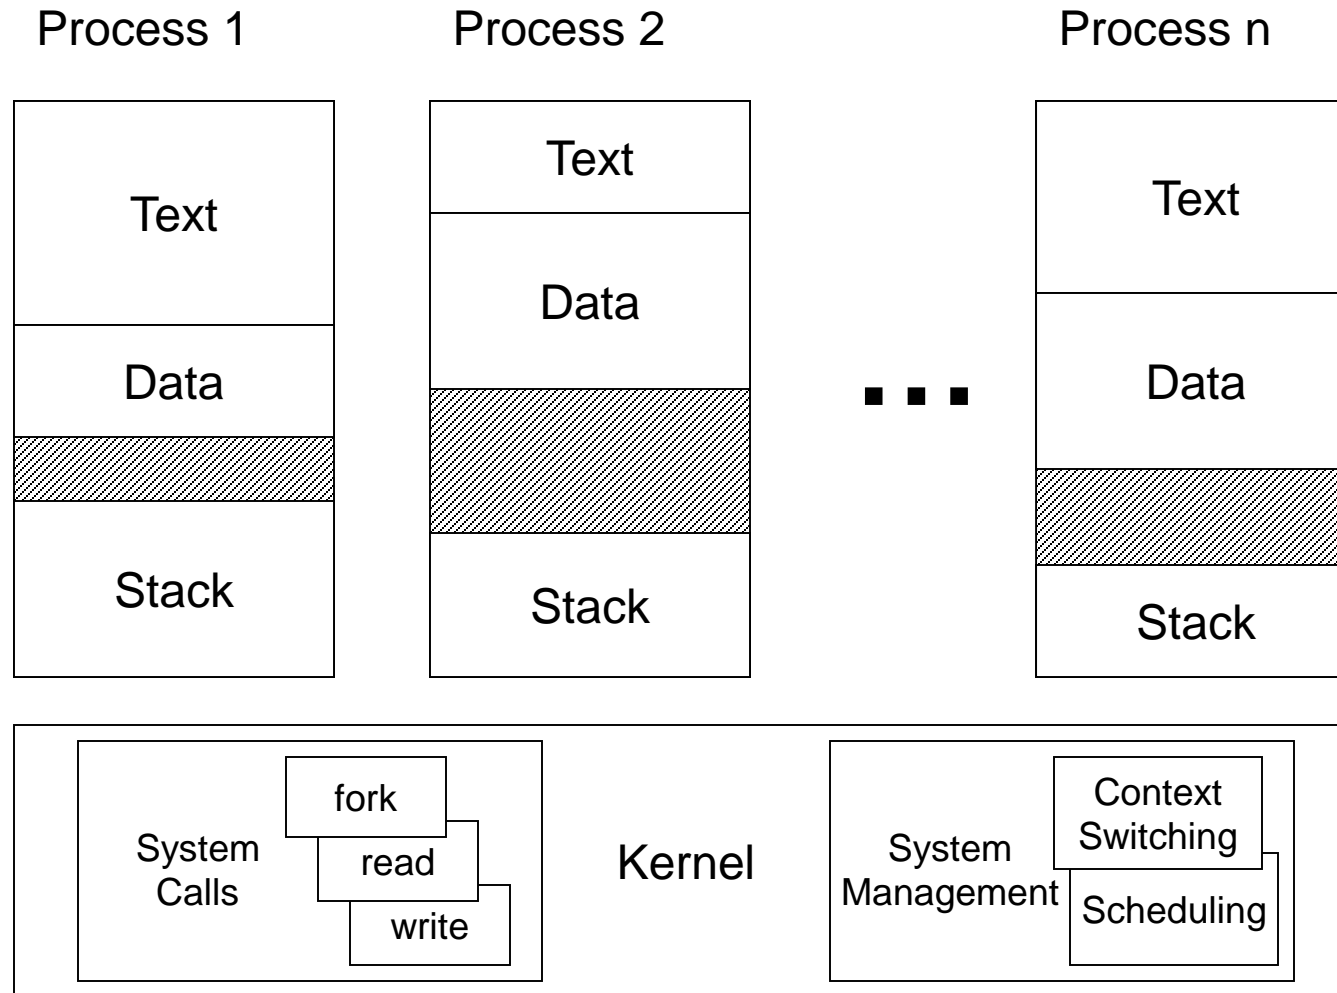 Process 1
Process 2
Process n
Text
Data
Stack
Text
Data
Stack
Text
Data
Stack
System
Calls
fork
read
write
Kernel
System
Management
Context
Switching
Scheduling